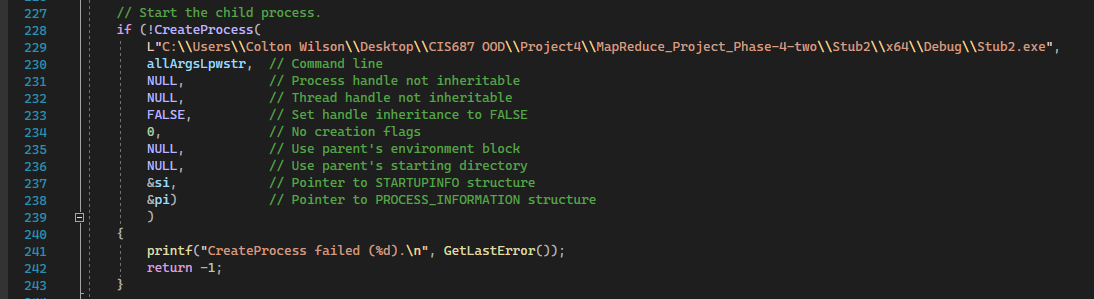 227 // Start the child process.
228 if (!CreateProcess(
229 L"C:\\Users\\Colton Wilson\\Desktop\\CIS687 OOD\\Project4\\MapReduce_Project_Phase-4-two\\Stub2\\x64\\Debug\\Stub2.exe",
230 allArgsLpwstr, // Command line
231 NULL, // Process handle not inheritable
232 NULL, // Thread handle not inheritable
233 FALSE, // Set handle inheritance to FALSE
234 0, // No creation flags
235 NULL, // Use parent's environment block
236 NULL, // Use parent's starting directory
237 &si, // Pointer to STARTUPINFO structure
238 &pi) // Pointer to PROCESS_INFORMATION structure
239 )
240 {
241 printf("CreateProcess failed (%d).\n", GetLastError());
242 return -1;
243 }